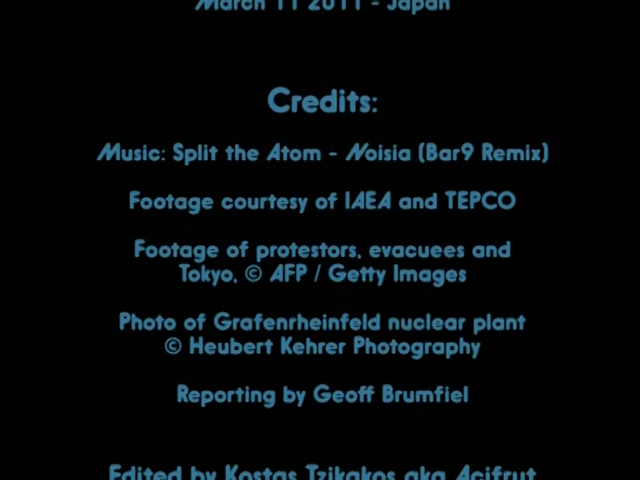 March 11 2011 - Japan
Credits:
Music: Split the Atom - Noisia (Bar9 Remix)
Footage courtesy of IAEA and TEPCO
Footage of protestors, evacuees and
Tokyo, © AFP / Getty Images
Photo of Grafenrheinfeld nuclear plant
© Heubert Kehrer Photography
Reporting by Geoff Brumfiel
Edited by Kostas Tzikakos aka Acifrut